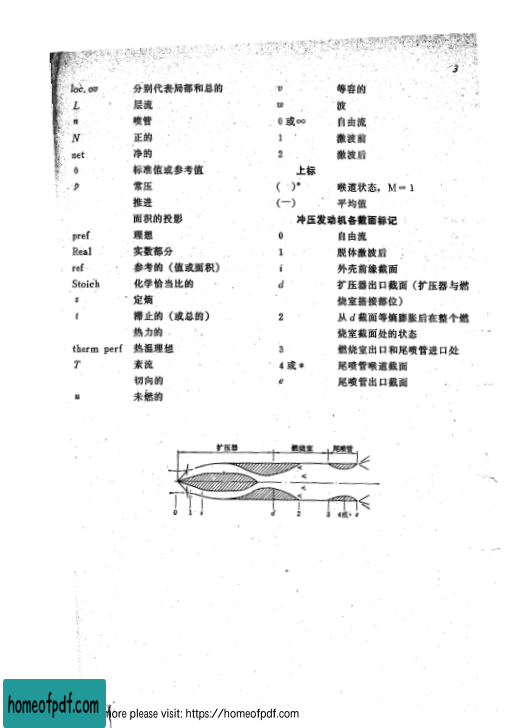 3
loc, ov 分别代表局部和总的
L 层流
n 喷管
N 正的
net 净的
0 标准值或参考值
p 常压
推进
面积的投影
pref 理想
Real 实数部分
ref 参考的（值或面积）
Stoich 化学恰当比的
s 定熵
t 滞止的（或总的）
热力的
therm perf 热温理想
T 紊流
切向的
u 未燃的
v 等容的
w 波
0 或∞ 自由流
1 激波前
2 激波后
上标
( )* 喉道状态，M＝1
(—) 平均值
冲压发动机各截面标记
0 自由流
1 脱体激波后
i 外壳前缘截面
d 扩压器出口截面（扩压器与燃
烧室搭接部位）
2 从 d 截面等熵膨胀后在整个燃
烧室截面处的状态
3 燃烧室出口和尾喷管进口处
4 或 * 尾喷管喉道截面
e 尾喷管出口截面
扩压器 燃烧室 尾喷管
0 1 i d 2 3 4或* e
homeofpdf.com
more please visit: https://homeofpdf.com